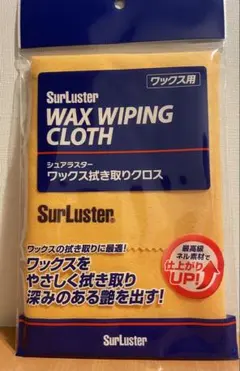 ワックス用
SurLuster
WAX WIPING
CLOTH
シュアラスター
ワックス拭き取りクロス
SurLuster®
ワックスの拭き取りに最適!
ワックスを
やさしく拭き取り
深みのある艶を出す!
最高級
ネル素材で
仕上がり
UP!
SurLuster